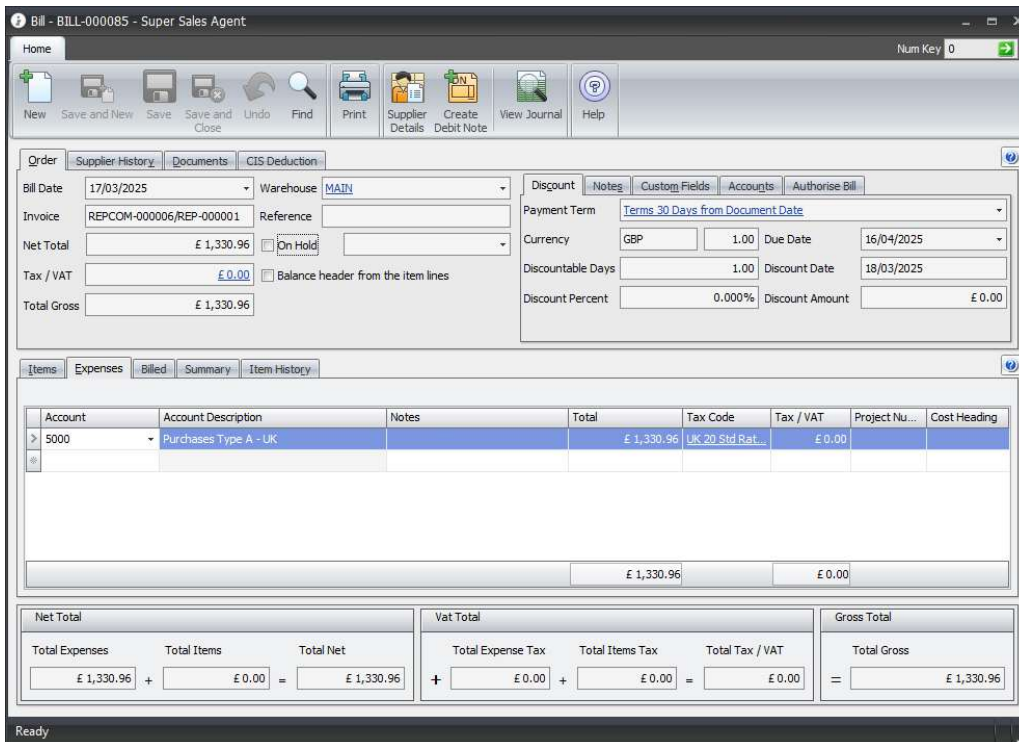 Bill - BILL-000085 - Super Sales Agent
Home
Num Key 0
New Save and New Save Save and Close Undo Find Print Supplier Details Create Debit Note View Journal Help
Order Supplier History Documents CIS Deduction
Bill Date 17/03/2025 Warehouse MAIN
Invoice REPCOM-000006/REP-000001 Reference
Net Total £ 1,330.96 On Hold
Tax / VAT £ 0.00 Balance header from the item lines
Total Gross £ 1,330.96
Discount Notes Custom Fields Accounts Authorise Bill
Payment Term Terms 30 Days from Document Date
Currency GBP 1.00 Due Date 16/04/2025
Discountable Days 1.00 Discount Date 18/03/2025
Discount Percent 0.000% Discount Amount £ 0.00
Items Expenses Billed Summary Item History
Account Account Description Notes Total Tax Code Tax / VAT Project Nu... Cost Heading
5000 Purchases Type A - UK £ 1,330.96 UK 20 Std Rat... £ 0.00
£ 1,330.96 £ 0.00
Net Total Vat Total Gross Total
Total Expenses Total Items Total Net Total Expense Tax Total Items Tax Total Tax / VAT Total Gross
£ 1,330.96 + £ 0.00 = £ 1,330.96 + £ 0.00 + £ 0.00 = £ 0.00 = £ 1,330.96
Ready